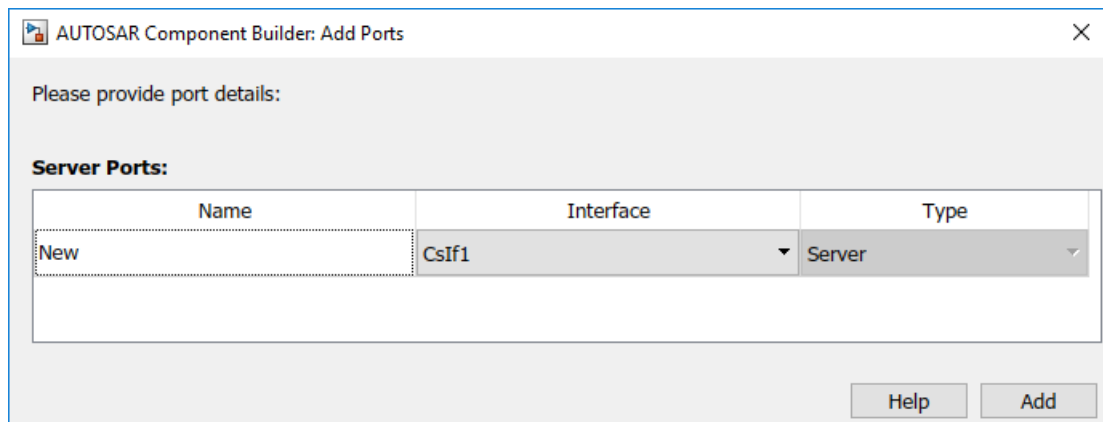 AUTOSAR Component Builder: Add Ports
Please provide port details:
Server Ports:
Name Interface Type
New CsIf1 Server
Help Add